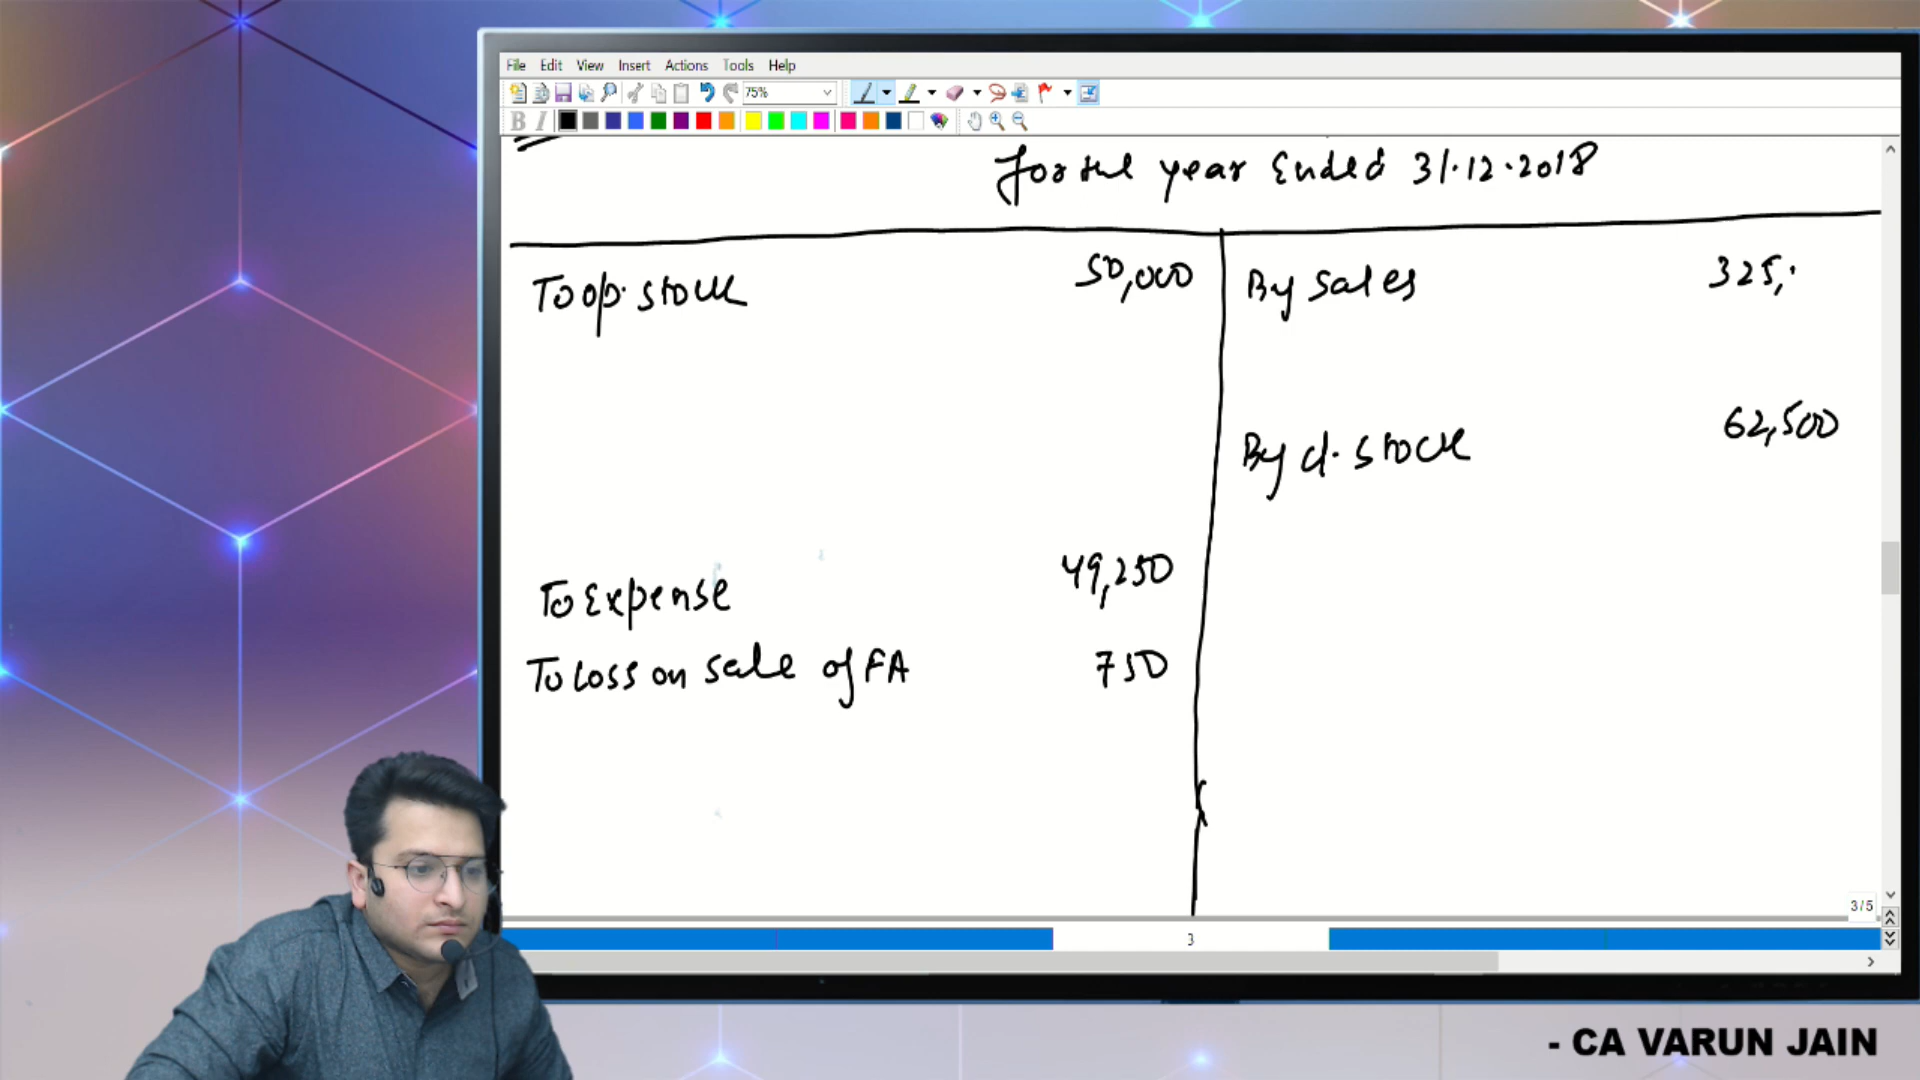 File Edit View Insert Actions Tools Help
75%
B I
for the year Ended 31.12.2018
To op. stock 50,000 By Sales 325,
By cl. stock 62,500
To Expense 49,250
To Loss on sale of FA 750
3/5
3
- CA VARUN JAIN